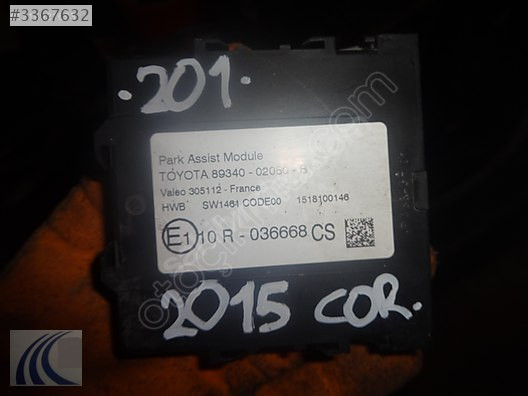 #3367632
.201.
Park Assist Module
TOYOTA 89340 - 02050 - B
Valeo 305112 - France
HWB SW1461 CODE00 1518100146
E1 10 R - 036668 CS
2015 COR.